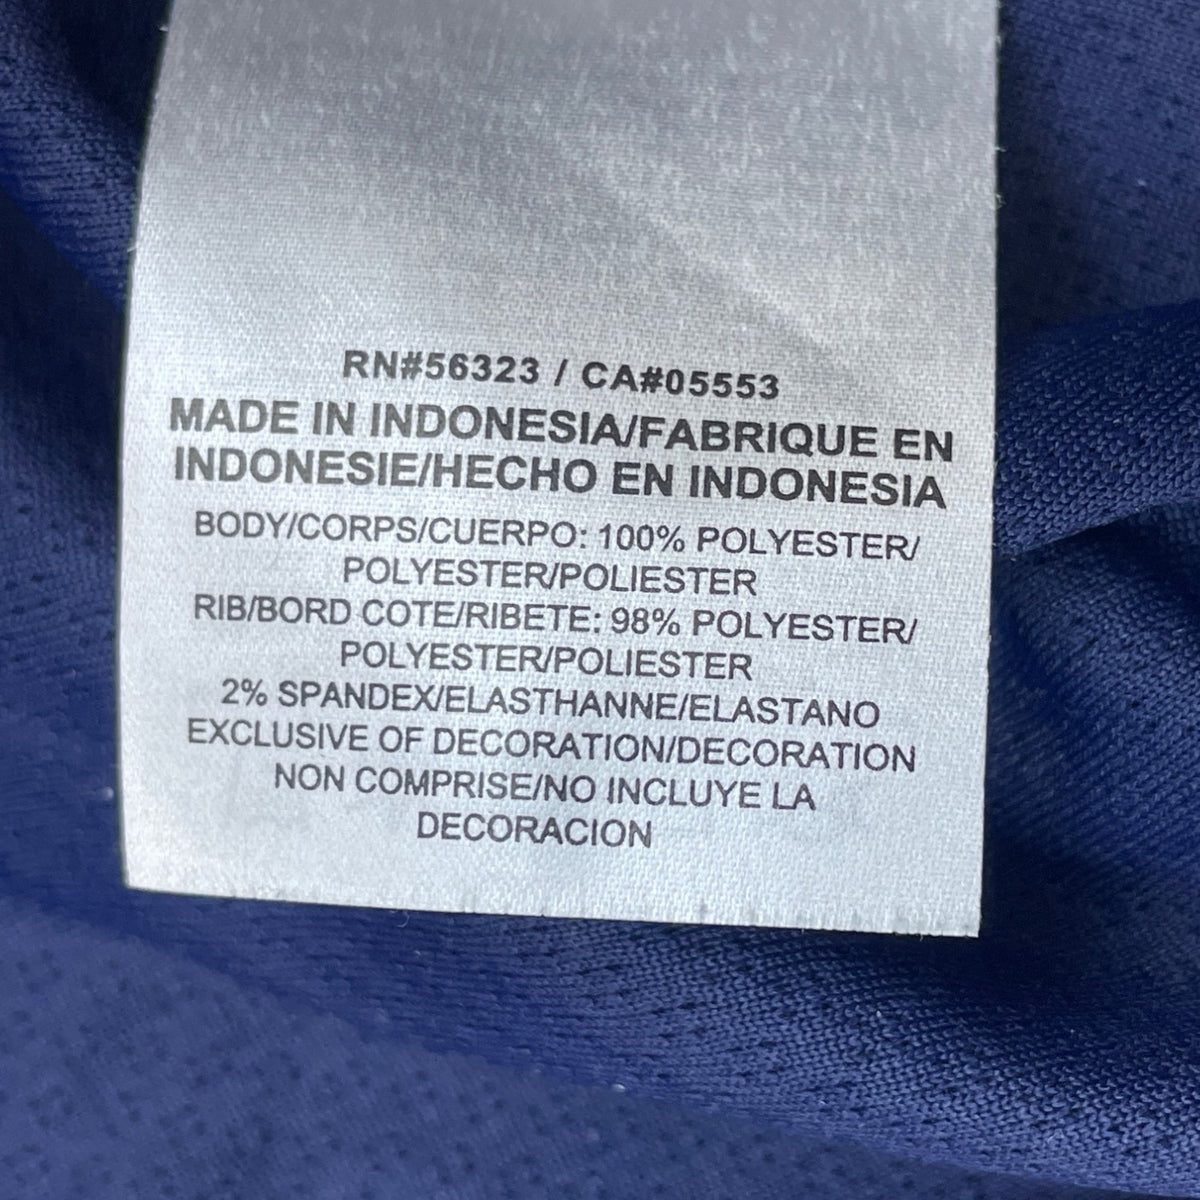 RN#56323 / CA#05553
MADE IN INDONESIA/FABRIQUE EN
INDONESIE/HECHO EN INDONESIA
BODY/CORPS/CUERPO: 100% POLYESTER/
POLYESTER/POLIESTER
RIB/BORD COTE/RIBETE: 98% POLYESTER/
POLYESTER/POLIESTER
2% SPANDEX/ELASTHANNE/ELASTANO
EXCLUSIVE OF DECORATION/DECORATION
NON COMPRISE/NO INCLUYE LA
DECORACION